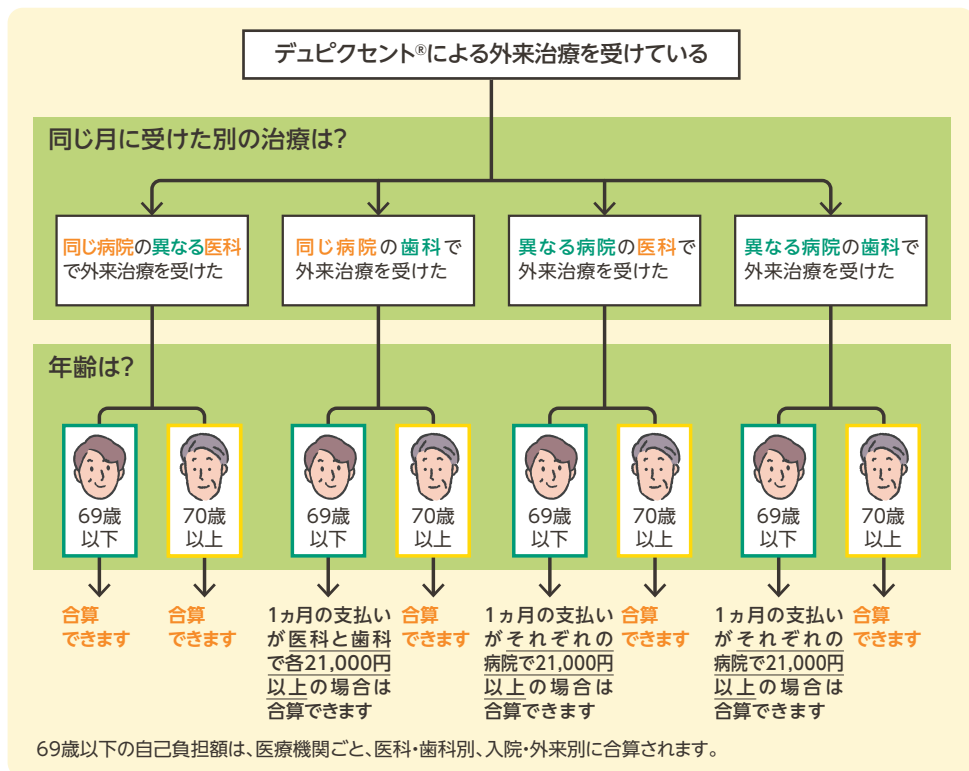 デュピクセント®による外来治療を受けている
同じ月に受けた別の治療は?
同じ病院の異なる医科
で外来治療を受けた
同じ病院の歯科で
外来治療を受けた
異なる病院の医科で
外来治療を受けた
異なる病院の歯科で
外来治療を受けた
年齢は?
69歳
以下
70歳
以上
69歳
以下
70歳
以上
69歳
以下
70歳
以上
69歳
以下
70歳
以上
合算
できます
合算
できます
1ヵ月の支払い
が医科と歯科
で各21,000円
以上の場合は
合算できます
合算
できます
1ヵ月の支払い
がそれぞれの
病院で21,000円
以上の場合は
合算できます
合算
できます
1ヵ月の支払い
がそれぞれの
病院で21,000円
以上の場合は
合算できます
合算
できます
69歳以下の自己負担額は、医療機関ごと、医科・歯科別、入院・外来別に合算されます。